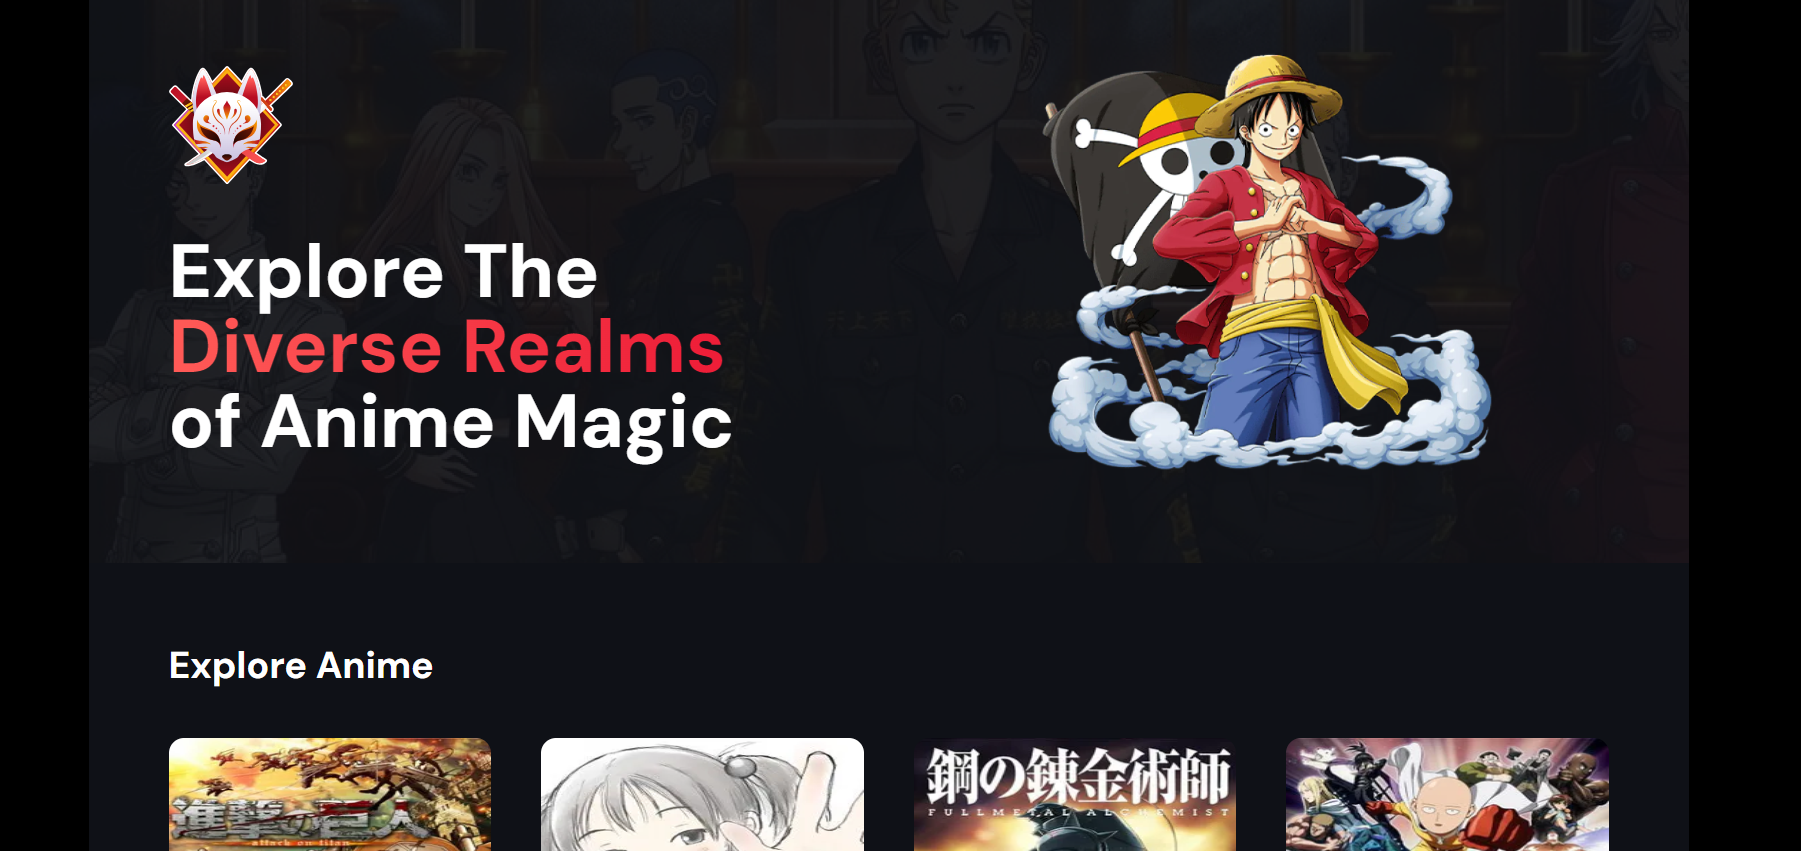 Explore The
Diverse Realms
of Anime Magic
Explore Anime
進撃の巨人
attack on titan
鋼の錬金術師
FULLMETAL ALCHEMIST